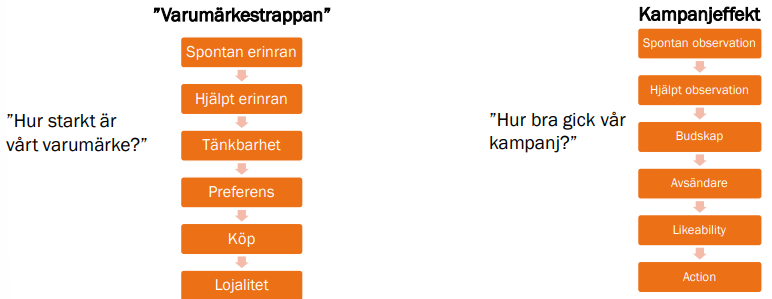 ”Varumärkestrappan”
Spontan erinran
Hjälpt erinran
Tänkbarhet
Preferens
Köp
Lojalitet
”Hur starkt är
vårt varumärke?”
Kampanjeffekt
Spontan observation
Hjälpt observation
Budskap
Avsändare
Likeability
Action
”Hur bra gick vår
kampanj?”